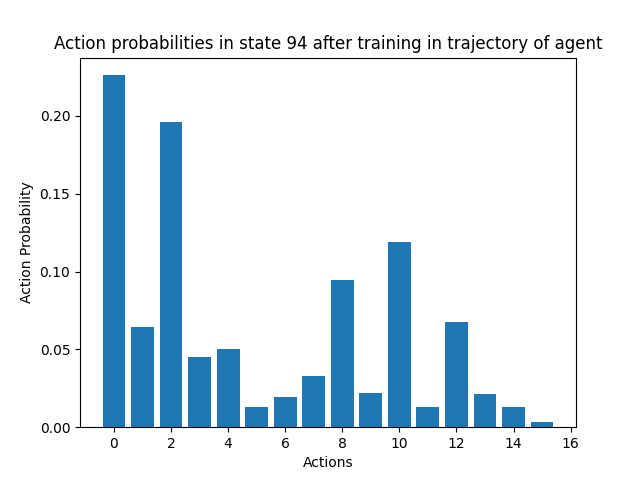 Action probabilities in state 94 after training in trajectory of agent
Action Probability
0.20
0.15
0.10
0.05
0.00
0 2 4 6 8 10 12 14 16
Actions